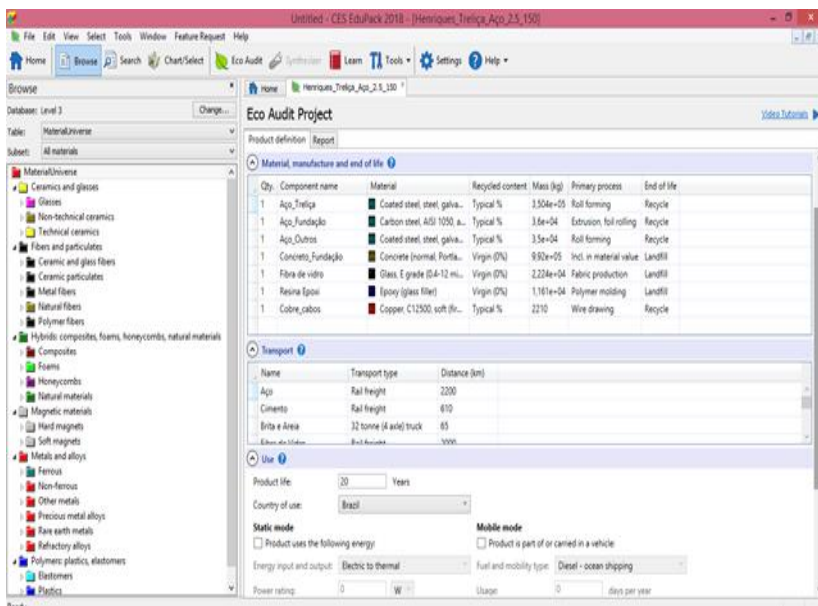 Untitled - CES EduPack 2018 - [Henriques_Treliça_Aço_2.5_150]
File Edit View Select Tools Window Feature Request Help
Home Browse Search Chart/Select Eco Audit Synthesizer Learn Tools Settings Help
Browse
Home Henriques_Treliça_Aço_2.5_150 *
Database: Level 3 Change...
Eco Audit Project
Video Tutorials
Table: MaterialUniverse
Product definition Report
Subset: All materials
Material, manufacture and end of life
MaterialUniverse
Ceramics and glasses
Glasses
Non-technical ceramics
Technical ceramics
Fibers and particulates
Ceramic and glass fibers
Ceramic particulates
Metal fibers
Natural fibers
Polymer fibers
Hybrids: composites, foams, honeycombs, natural materials
Composites
Foams
Honeycombs
Natural materials
Magnetic materials
Hard magnets
Soft magnets
Metals and alloys
Ferrous
Non-ferrous
Other metals
Precious metal alloys
Rare earth metals
Refractory alloys
Polymers: plastics, elastomers
Elastomers
Plastics
Qty. Component name Material Recycled content Mass (kg) Primary process End of life
1 Aço_Treliça Coated steel, steel, galva... Typical % 3,504e+05 Roll forming Recycle
1 Aço_Fundação Carbon steel, AISI 1050, a... Typical % 3,6e+04 Extrusion, foil rolling Recycle
1 Aço_Outros Coated steel, steel, galva... Typical % 3,5e+04 Roll forming Recycle
1 Concreto_Fundação Concrete (normal, Portla... Virgin (0%) 9,92e+05 Incl. in material value Landfill
1 Fibra de vidro Glass, E grade (0.4-12 mi... Virgin (0%) 2,224e+04 Fabric production Landfill
1 Resina Epoxi Epoxy (glass filler) Virgin (0%) 1,161e+04 Polymer molding Landfill
1 Cobre_cabos Copper, C12500, soft (fir... Typical % 2210 Wire drawing Recycle
Transport
Name Transport type Distance (km)
Aço Rail freight 2200
Cimento Rail freight 610
Brita e Areia 32 tonne (4 axle) truck 65
Fibra de Vidro Rail freight 3000
Use
Product life: 20 Years
Country of use: Brazil
Static mode Mobile mode
Product uses the following energy: Product is part of or carried in a vehicle:
Energy input and output: Electric to thermal Fuel and mobility type: Diesel - ocean shipping
Power rating: 0 W Usage: 0 days per year